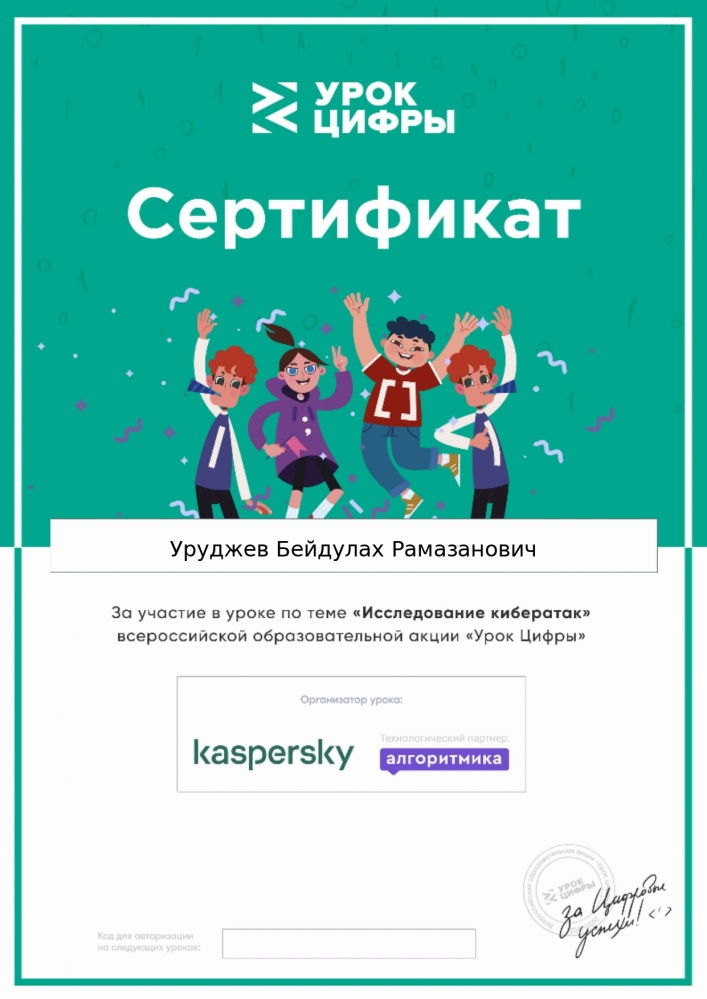 УРОК
ЦИФРЫ
Сертификат
Уруджев Бейдулах Рамазанович
За участие в уроке по теме «Исследование кибератак»
всероссийской образовательной акции «Урок Цифры»
Организатор урока:
kaspersky
Технологический партнер:
алгоритмика
УРОК
ЦИФРЫ
За Цифровые
успехи! <'>
Код для авторизации
на следующих уроках: